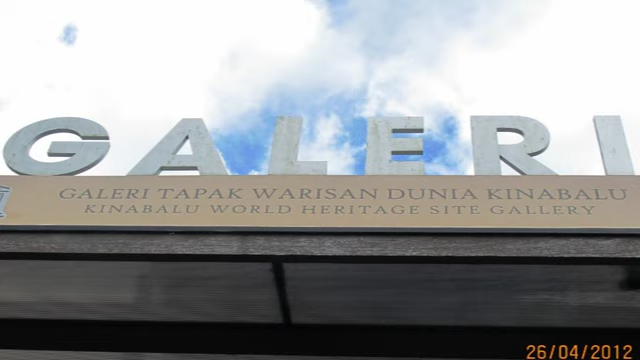 GALERI
GALERI TAPAK WARISAN DUNIA KINABALU
KINABALU WORLD HERITAGE SITE GALLERY
26/04/2012